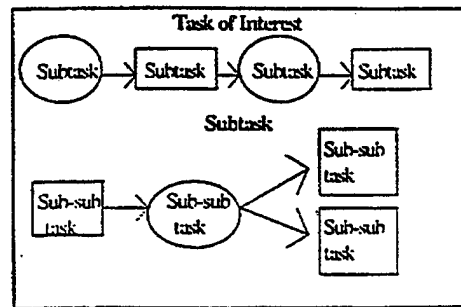 Task of Interest
Subtask Subtask Subtask Subtask
Subtask
Sub-sub
task
Sub-sub
task
Sub-sub
task
Sub-sub
task